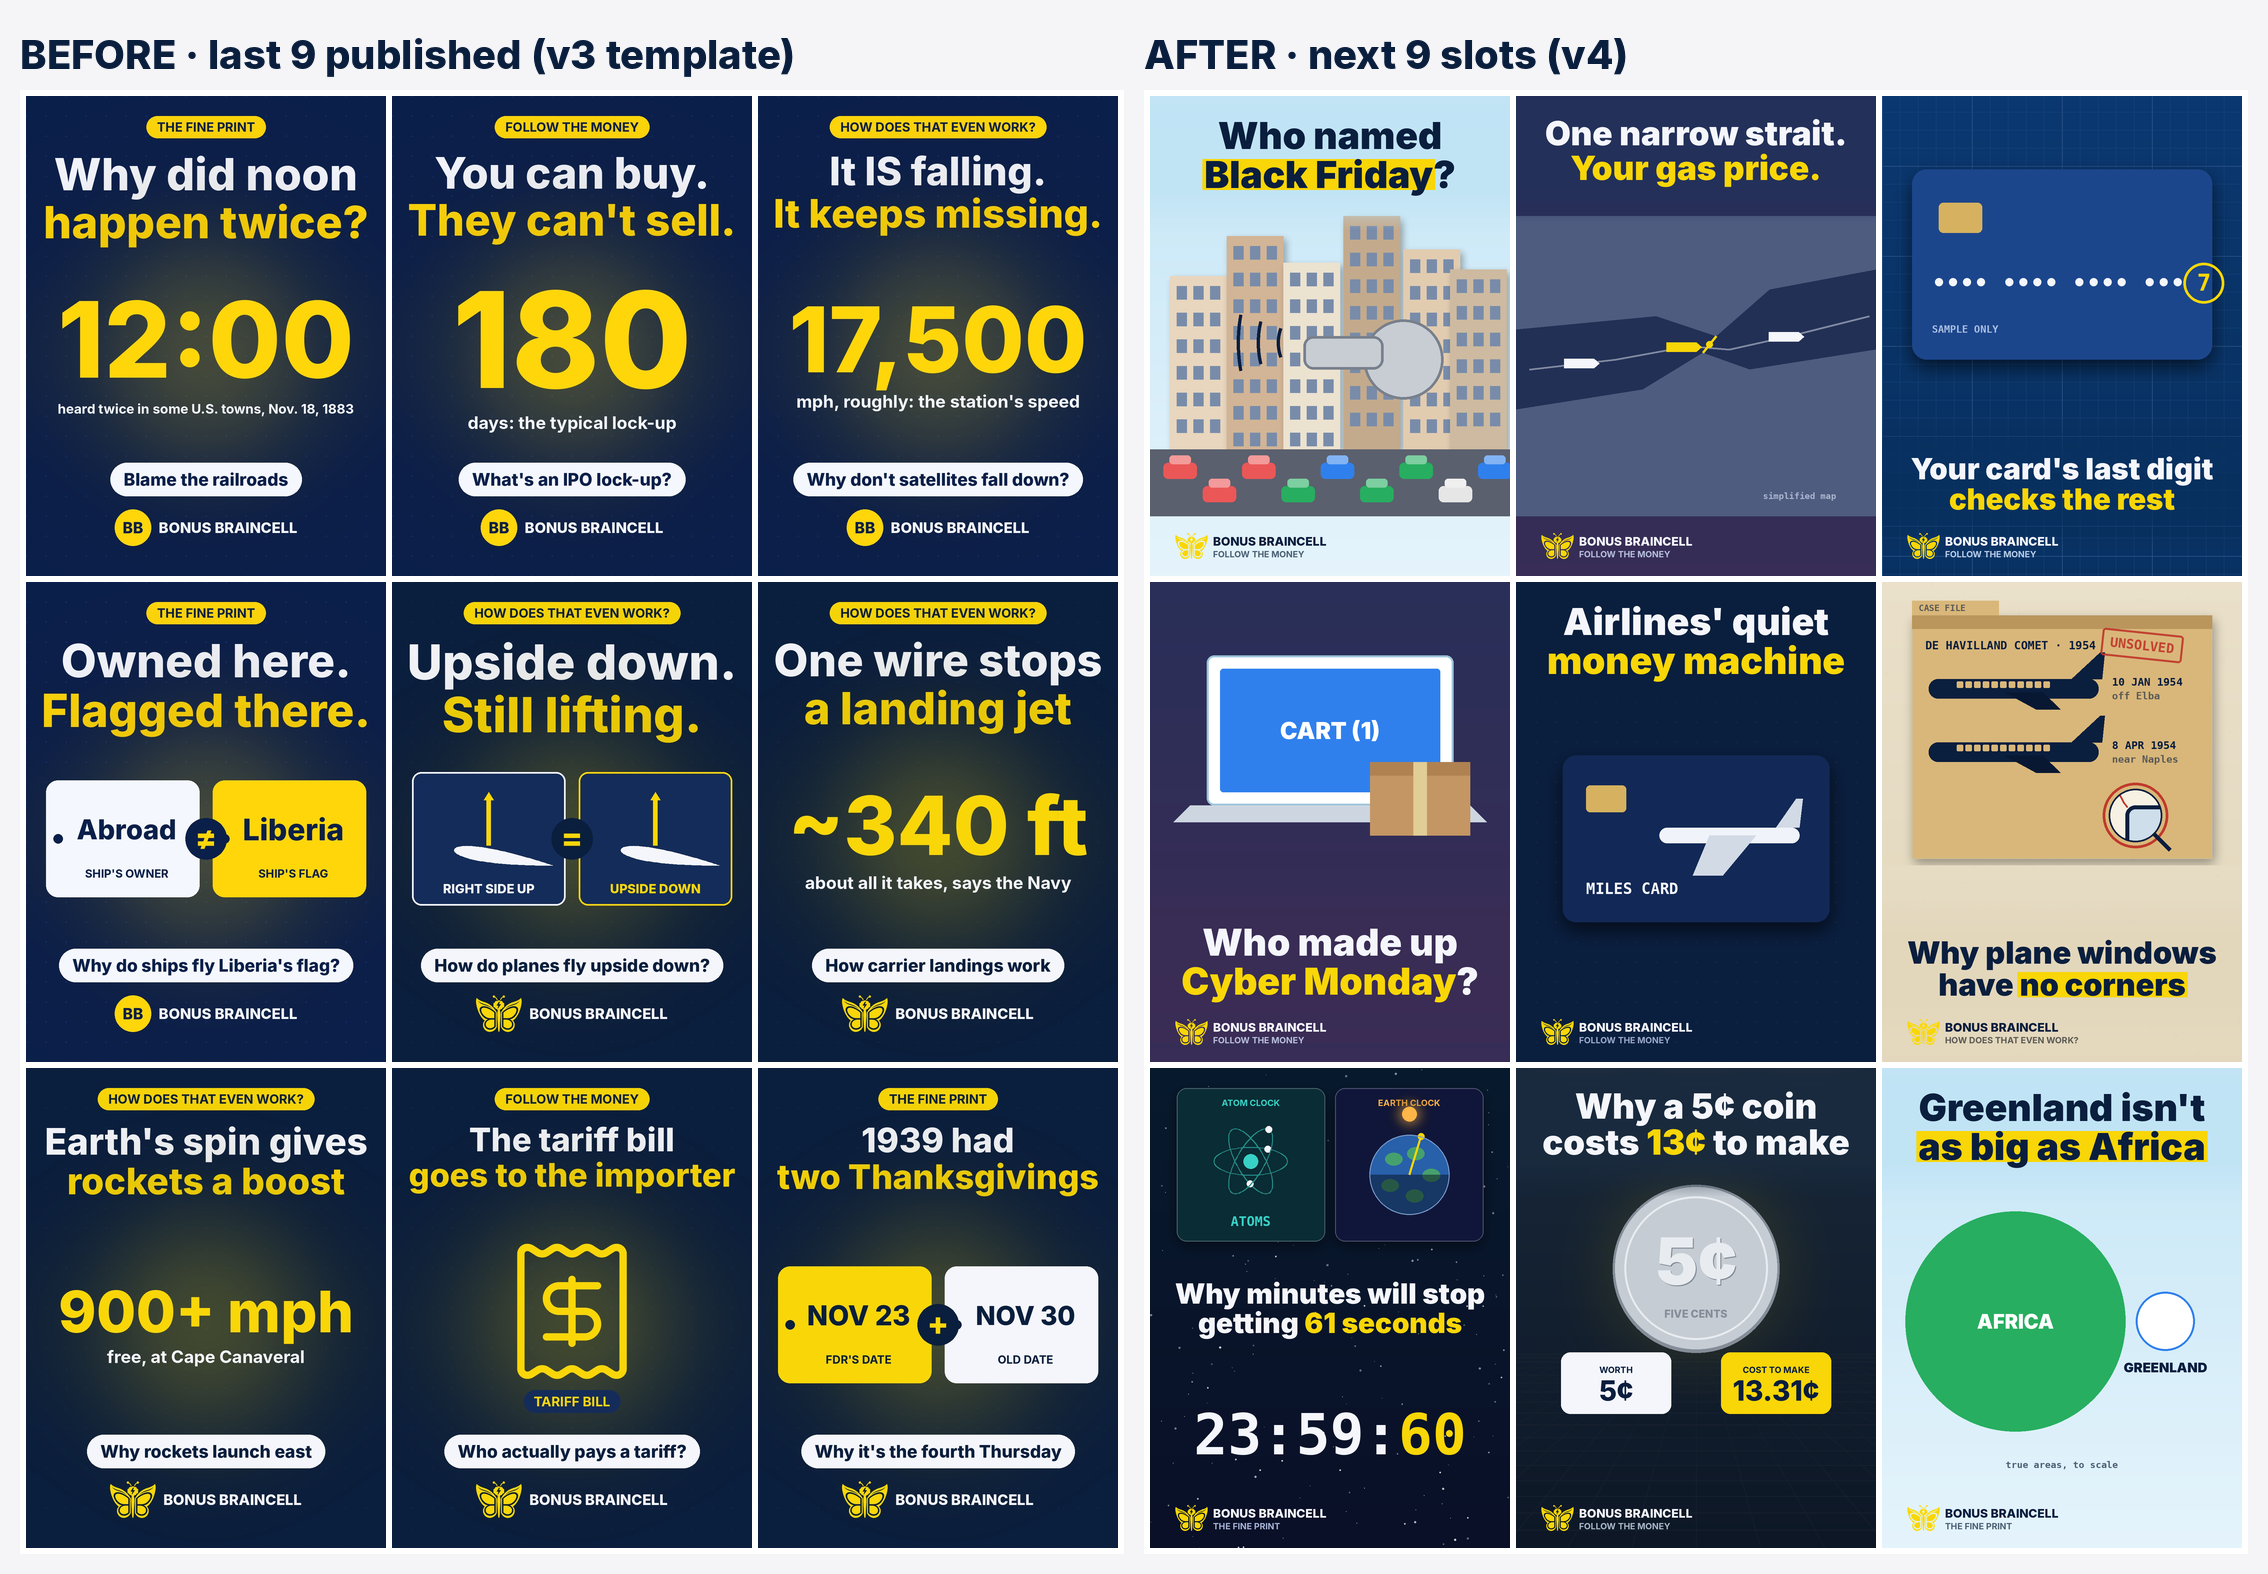 BEFORE · last 9 published (v3 template)
THE FINE PRINT
Why did noon
happen twice?
12:00
heard twice in some U.S. towns, Nov. 18, 1883
Blame the railroads
BB BONUS BRAINCELL
FOLLOW THE MONEY
You can buy.
They can't sell.
180
days: the typical lock-up
What's an IPO lock-up?
BB BONUS BRAINCELL
HOW DOES THAT EVEN WORK?
It IS falling.
It keeps missing.
17,500
mph, roughly: the station's speed
Why don't satellites fall down?
BB BONUS BRAINCELL
THE FINE PRINT
Owned here.
Flagged there.
Abroad ≠ Liberia
SHIP'S OWNER SHIP'S FLAG
Why do ships fly Liberia's flag?
BB BONUS BRAINCELL
HOW DOES THAT EVEN WORK?
Upside down.
Still lifting.
=
RIGHT SIDE UP UPSIDE DOWN
How do planes fly upside down?
BONUS BRAINCELL
HOW DOES THAT EVEN WORK?
One wire stops
a landing jet
~340 ft
about all it takes, says the Navy
How carrier landings work
BONUS BRAINCELL
HOW DOES THAT EVEN WORK?
Earth's spin gives
rockets a boost
900+ mph
free, at Cape Canaveral
Why rockets launch east
BONUS BRAINCELL
FOLLOW THE MONEY
The tariff bill
goes to the importer
$
TARIFF BILL
Who actually pays a tariff?
BONUS BRAINCELL
THE FINE PRINT
1939 had
two Thanksgivings
NOV 23 + NOV 30
FDR'S DATE OLD DATE
Why it's the fourth Thursday
BONUS BRAINCELL
AFTER · next 9 slots (v4)
Who named
Black Friday?
BONUS BRAINCELL
FOLLOW THE MONEY
One narrow strait.
Your gas price.
simplified map
BONUS BRAINCELL
FOLLOW THE MONEY
7
SAMPLE ONLY
Your card's last digit
checks the rest
BONUS BRAINCELL
FOLLOW THE MONEY
CART (1)
Who made up
Cyber Monday?
BONUS BRAINCELL
FOLLOW THE MONEY
Airlines' quiet
money machine
MILES CARD
BONUS BRAINCELL
FOLLOW THE MONEY
CASE FILE
DE HAVILLAND COMET · 1954
UNSOLVED
10 JAN 1954
off Elba
8 APR 1954
near Naples
Why plane windows
have no corners
BONUS BRAINCELL
HOW DOES THAT EVEN WORK?
ATOM CLOCK EARTH CLOCK
ATOMS
Why minutes will stop
getting 61 seconds
23:59:60
BONUS BRAINCELL
THE FINE PRINT
Why a 5¢ coin
costs 13¢ to make
5¢
FIVE CENTS
WORTH
5¢
COST TO MAKE
13.31¢
BONUS BRAINCELL
FOLLOW THE MONEY
Greenland isn't
as big as Africa
AFRICA
GREENLAND
true areas, to scale
BONUS BRAINCELL
THE FINE PRINT